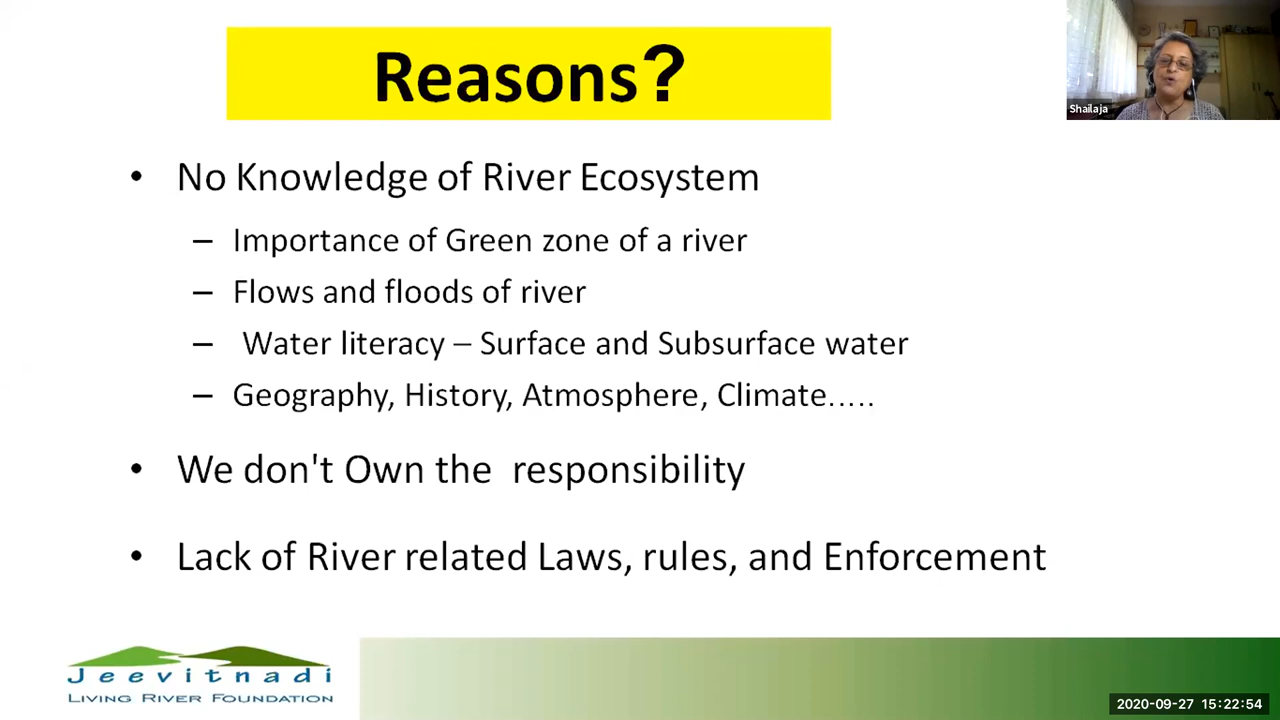 Reasons?
Shailaja
• No Knowledge of River Ecosystem
– Importance of Green zone of a river
– Flows and floods of river
– Water literacy – Surface and Subsurface water
– Geography, History, Atmosphere, Climate.....
• We don't Own the responsibility
• Lack of River related Laws, rules, and Enforcement
Jeevitnadi
LIVING RIVER FOUNDATION
2020-09-27 15:22:54